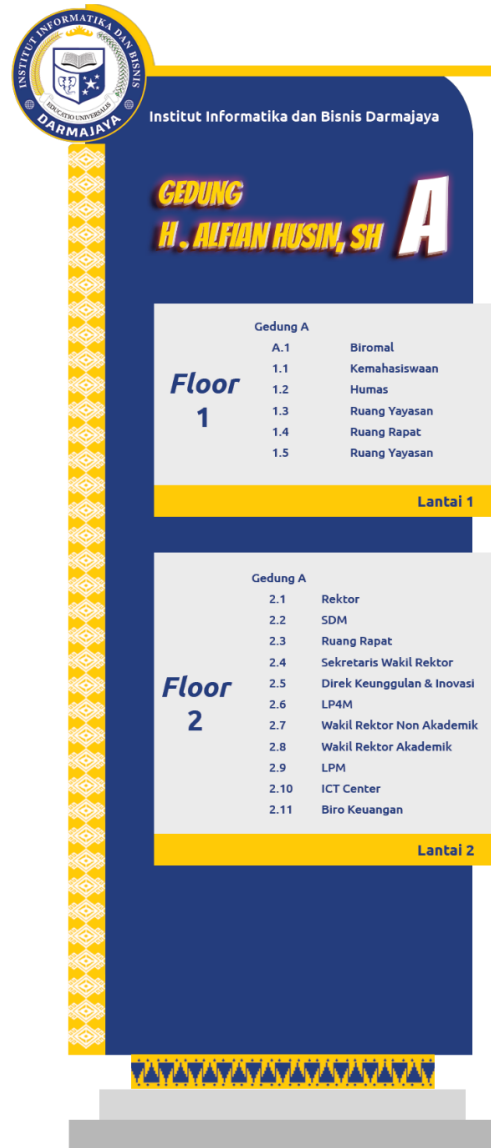 INSTITUT INFORMATIKA DAN BISNIS
EDUCATIO UNIVERSALIS
DARMAJAYA
Institut Informatika dan Bisnis Darmajaya
GEDUNG
H. ALFIAN HUSIN, SH
A
Floor
1
Gedung A
A.1 Biromal
1.1 Kemahasiswaan
1.2 Humas
1.3 Ruang Yayasan
1.4 Ruang Rapat
1.5 Ruang Yayasan
Lantai 1
Floor
2
Gedung A
2.1 Rektor
2.2 SDM
2.3 Ruang Rapat
2.4 Sekretaris Wakil Rektor
2.5 Direk Keunggulan & Inovasi
2.6 LP4M
2.7 Wakil Rektor Non Akademik
2.8 Wakil Rektor Akademik
2.9 LPM
2.10 ICT Center
2.11 Biro Keuangan
Lantai 2